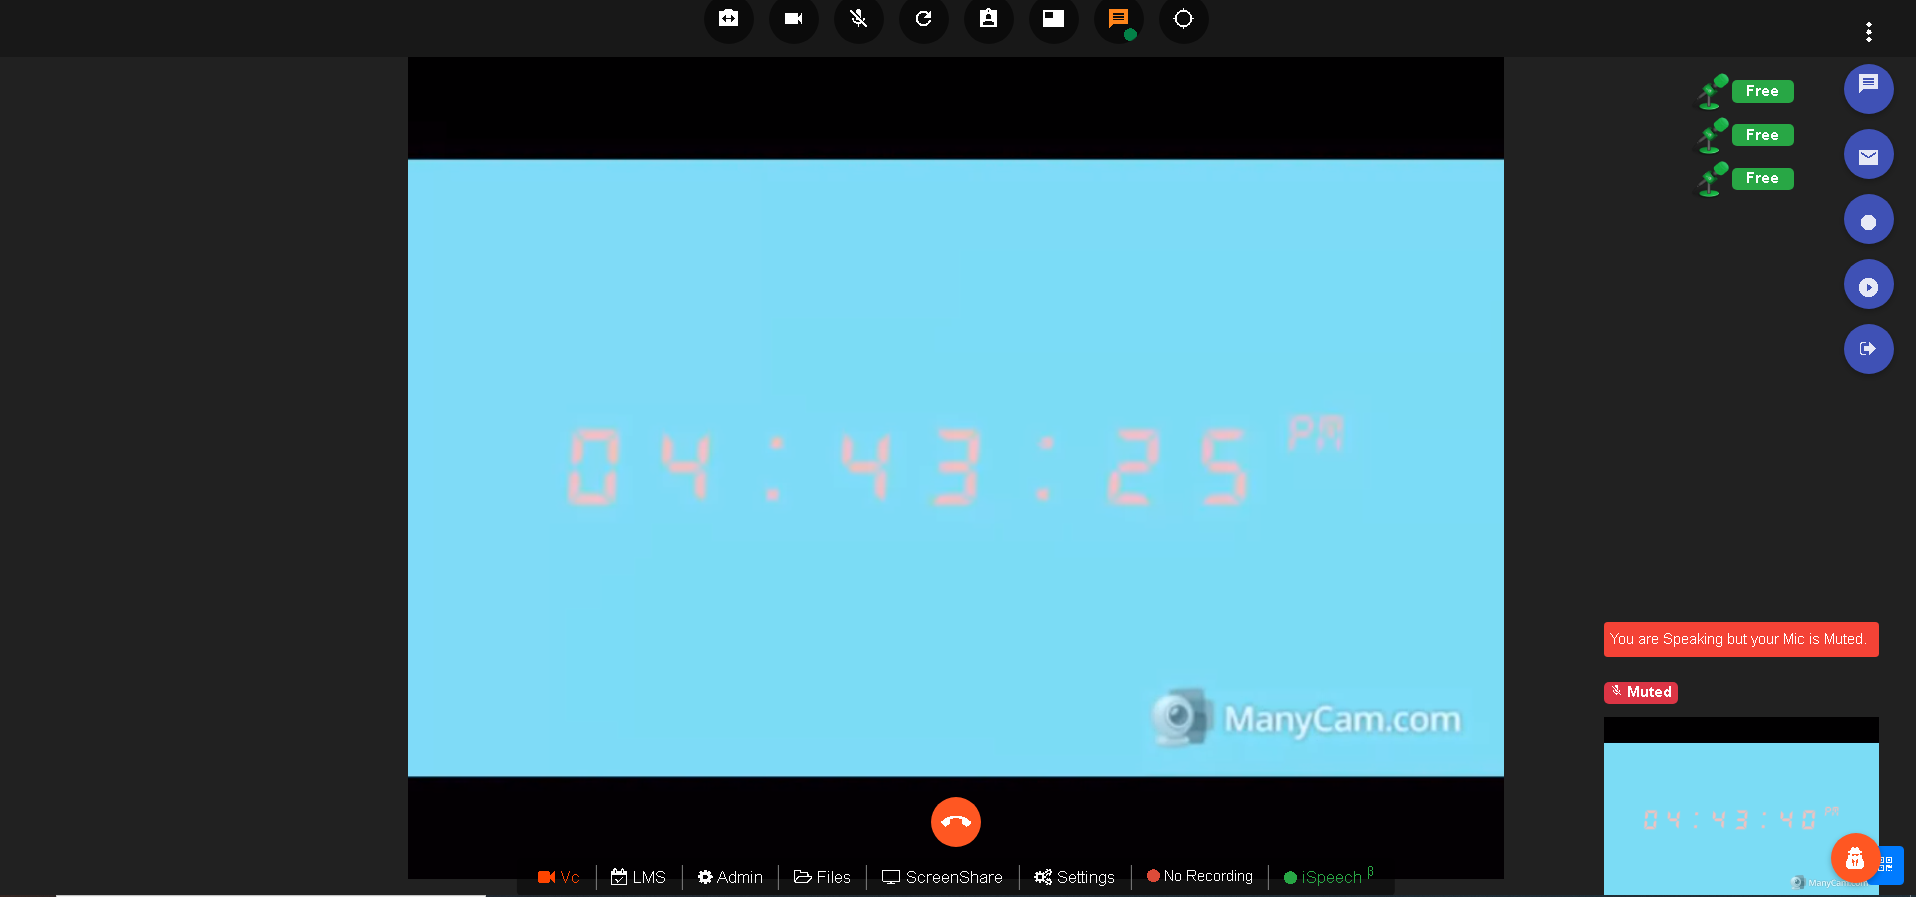 Free
Free
Free
04:43:25 PM
ManyCam.com
You are Speaking but your Mic is Muted.
Muted
04:43:40 PM
ManyCam.com
Vc
LMS
Admin
Files
ScreenShare
Settings
No Recording
iSpeech β